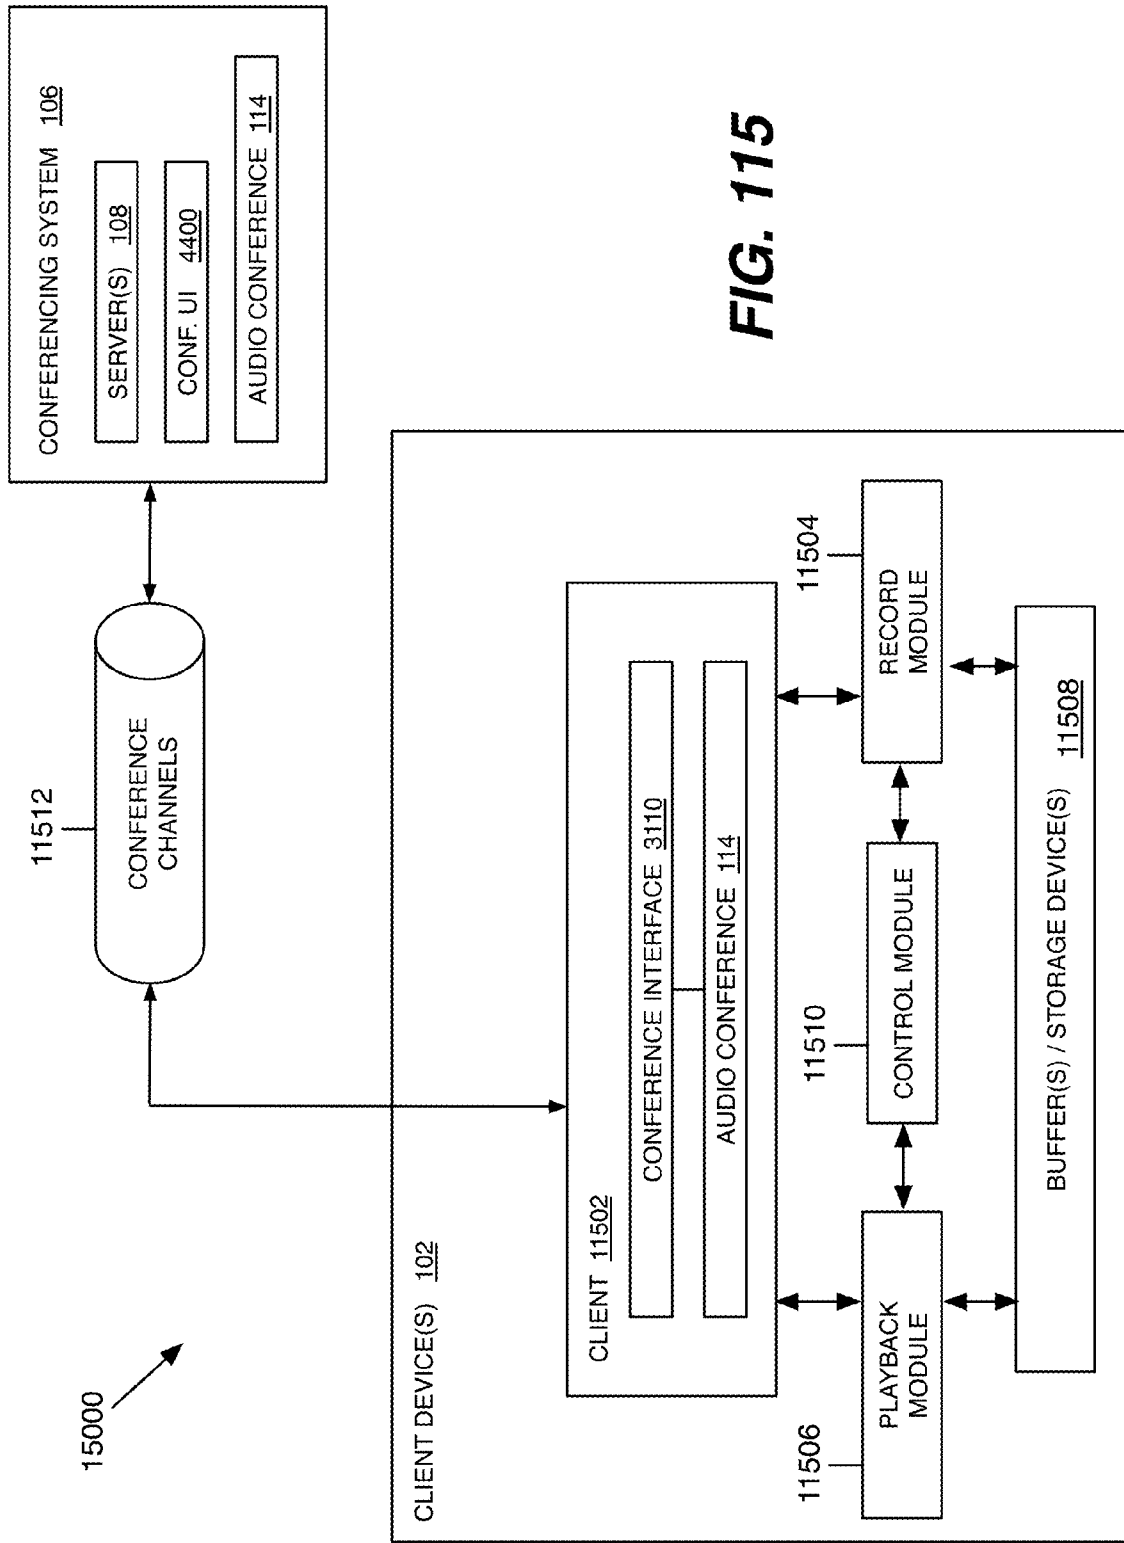 15000
11512
CONFERENCE
CHANNELS
CONFERENCING SYSTEM 106
SERVER(S) 108
CONF. UI 4400
AUDIO CONFERENCE 114
CLIENT DEVICE(S) 102
CLIENT 11502
CONFERENCE INTERFACE 3110
AUDIO CONFERENCE 114
11506
PLAYBACK
MODULE
11510
CONTROL MODULE
11504
RECORD
MODULE
BUFFER(S) / STORAGE DEVICE(S) 11508
FIG. 115